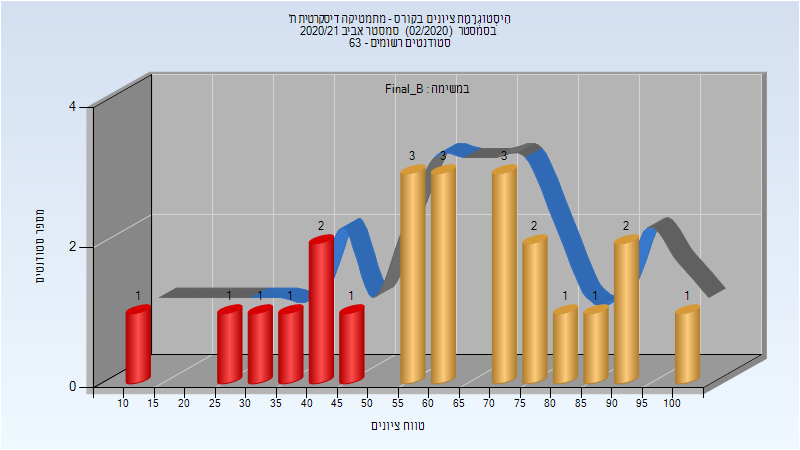 היסטוגרמת ציונים בקורס - מתמטיקה דיסקרטית ח'
בסמסטר (02/2020) סמסטר אביב 2020/21
סטודנטים רשומים - 63
במשימה : Final_B
מספר סטודנטים
4
2
0
1
1
1
1
2
1
3
3
3
2
1
1
2
1
10 15 20 25 30 35 40 45 50 55 60 65 70 75 80 85 90 95 100
טווח ציונים